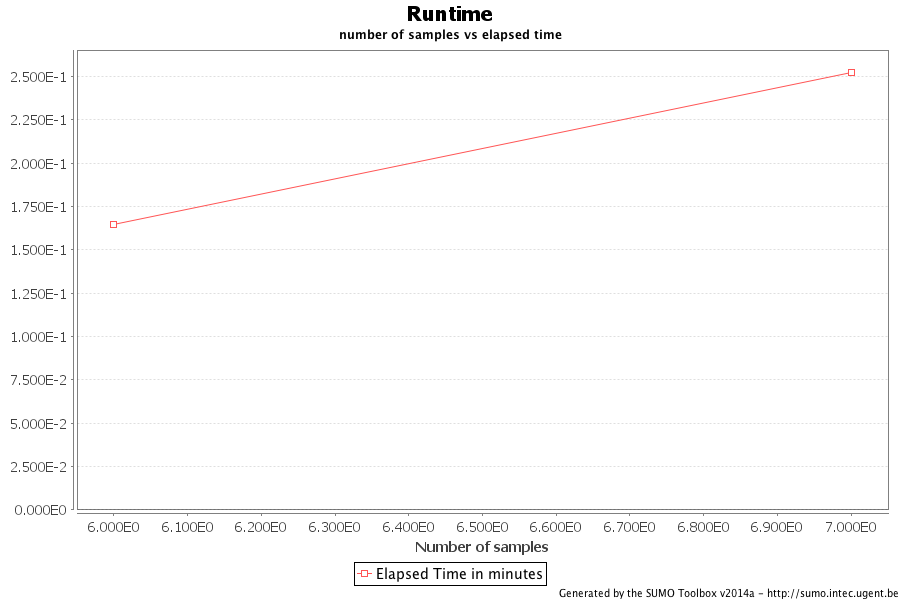 Runtime
number of samples vs elapsed time
2.500E-1
2.250E-1
2.000E-1
1.750E-1
1.500E-1
1.250E-1
1.000E-1
7.500E-2
5.000E-2
2.500E-2
0.000E0
6.000E0 6.100E0 6.200E0 6.300E0 6.400E0 6.500E0 6.600E0 6.700E0 6.800E0 6.900E0 7.000E0
Number of samples
Elapsed Time in minutes
Generated by the SUMO Toolbox v2014a - http://sumo.intec.ugent.be